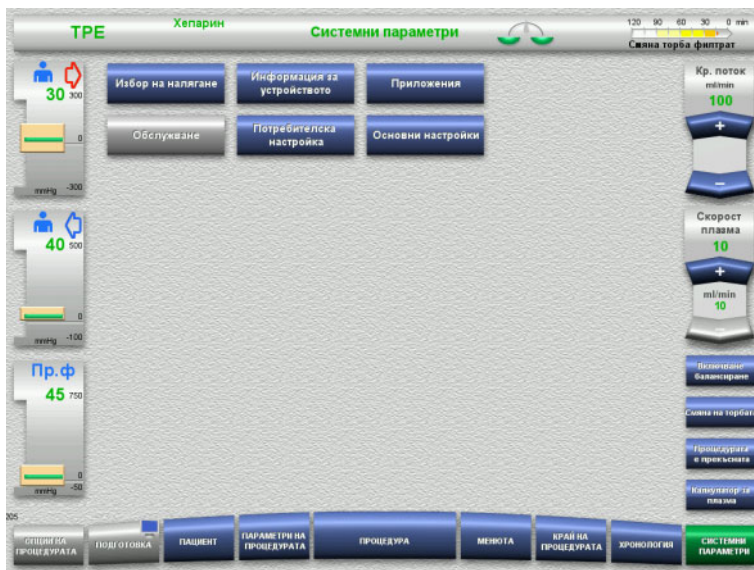 TPE
Хепарин
Системни параметри
120 90 60 30 0 min
Смяна торба филтрат
30
300
0
-300
mmHg
40
500
0
-100
mmHg
Пр.ф
45
750
0
-50
mmHg
205
Избор на налягане
Информация за
устройството
Приложения
Обслужване
Потребителска
настройка
Основни настройки
Кр. поток
ml/min
100
+
−
Скорост
плазма
10
+
ml/min
10
−
Включване
балансиране
Смяна на торбата
Процедурата
е прекъсната
Калкулатор за
плазма
ОПЦИИ НА
ПРОЦЕДУРАТА
ПОДГОТОВКА
ПАЦИЕНТ
ПАРАМЕТРИ НА
ПРОЦЕДУРАТА
ПРОЦЕДУРА
МЕНЮТА
КРАЙ НА
ПРОЦЕДУРАТА
ХРОНОЛОГИЯ
СИСТЕМНИ
ПАРАМЕТРИ